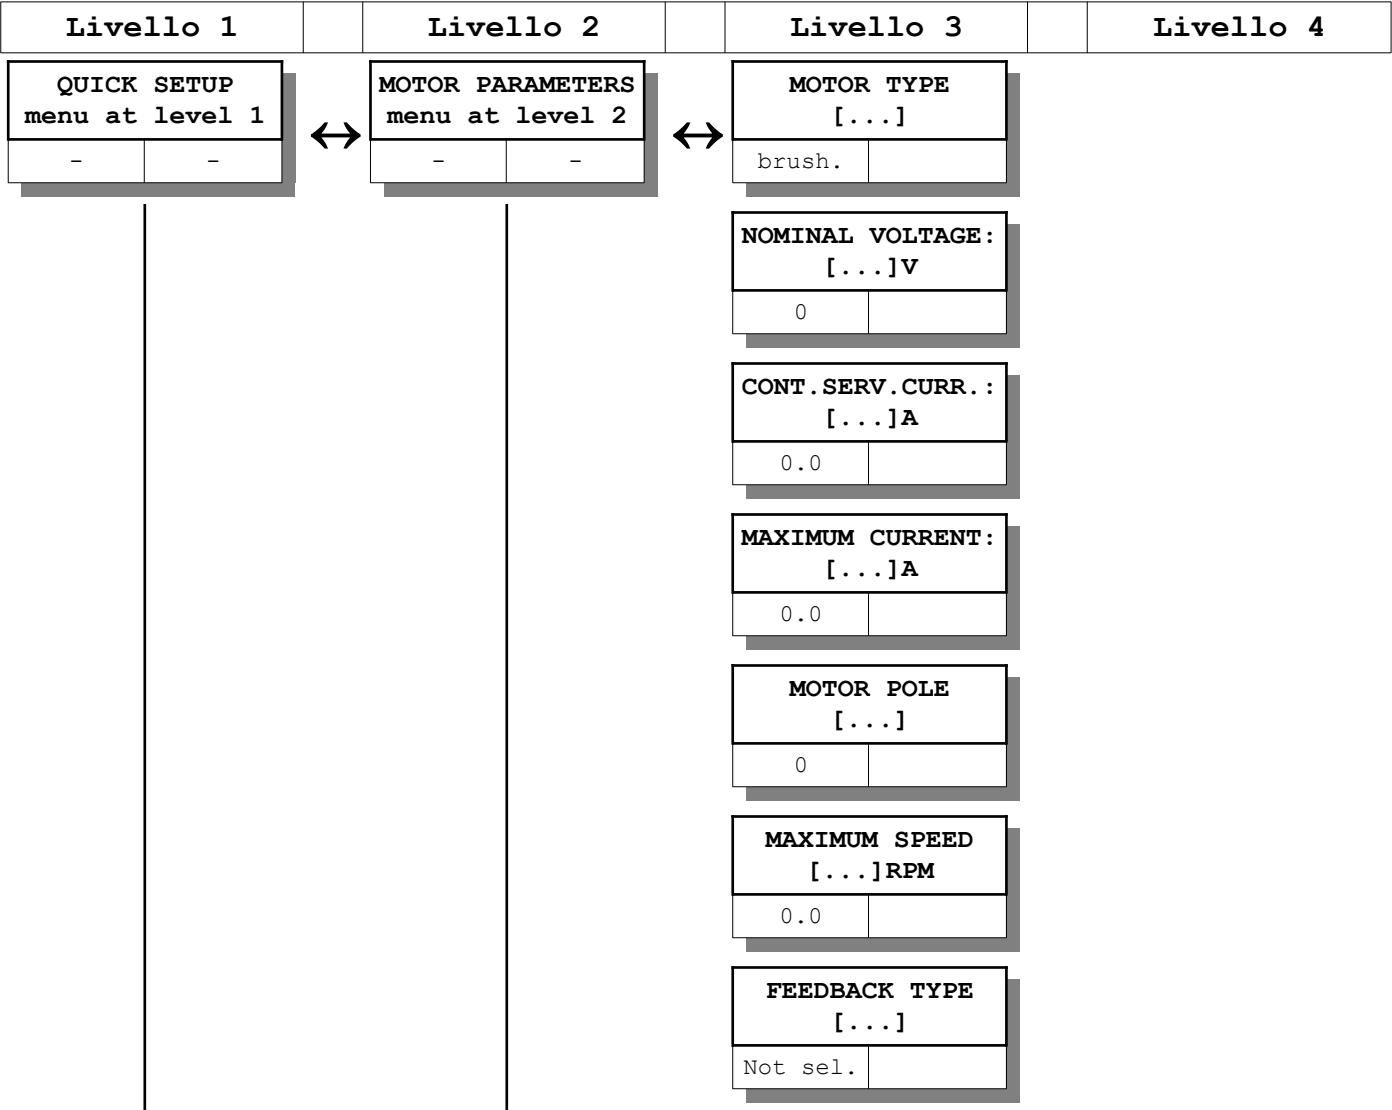 Livello 1
Livello 2
Livello 3
Livello 4
QUICK SETUP
menu at level 1
- -
MOTOR PARAMETERS
menu at level 2
- -
MOTOR TYPE
[...]
brush.
NOMINAL VOLTAGE:
[...]V
0
CONT.SERV.CURR.:
[...]A
0.0
MAXIMUM CURRENT:
[...]A
0.0
MOTOR POLE
[...]
0
MAXIMUM SPEED
[...]RPM
0.0
FEEDBACK TYPE
[...]
Not sel.